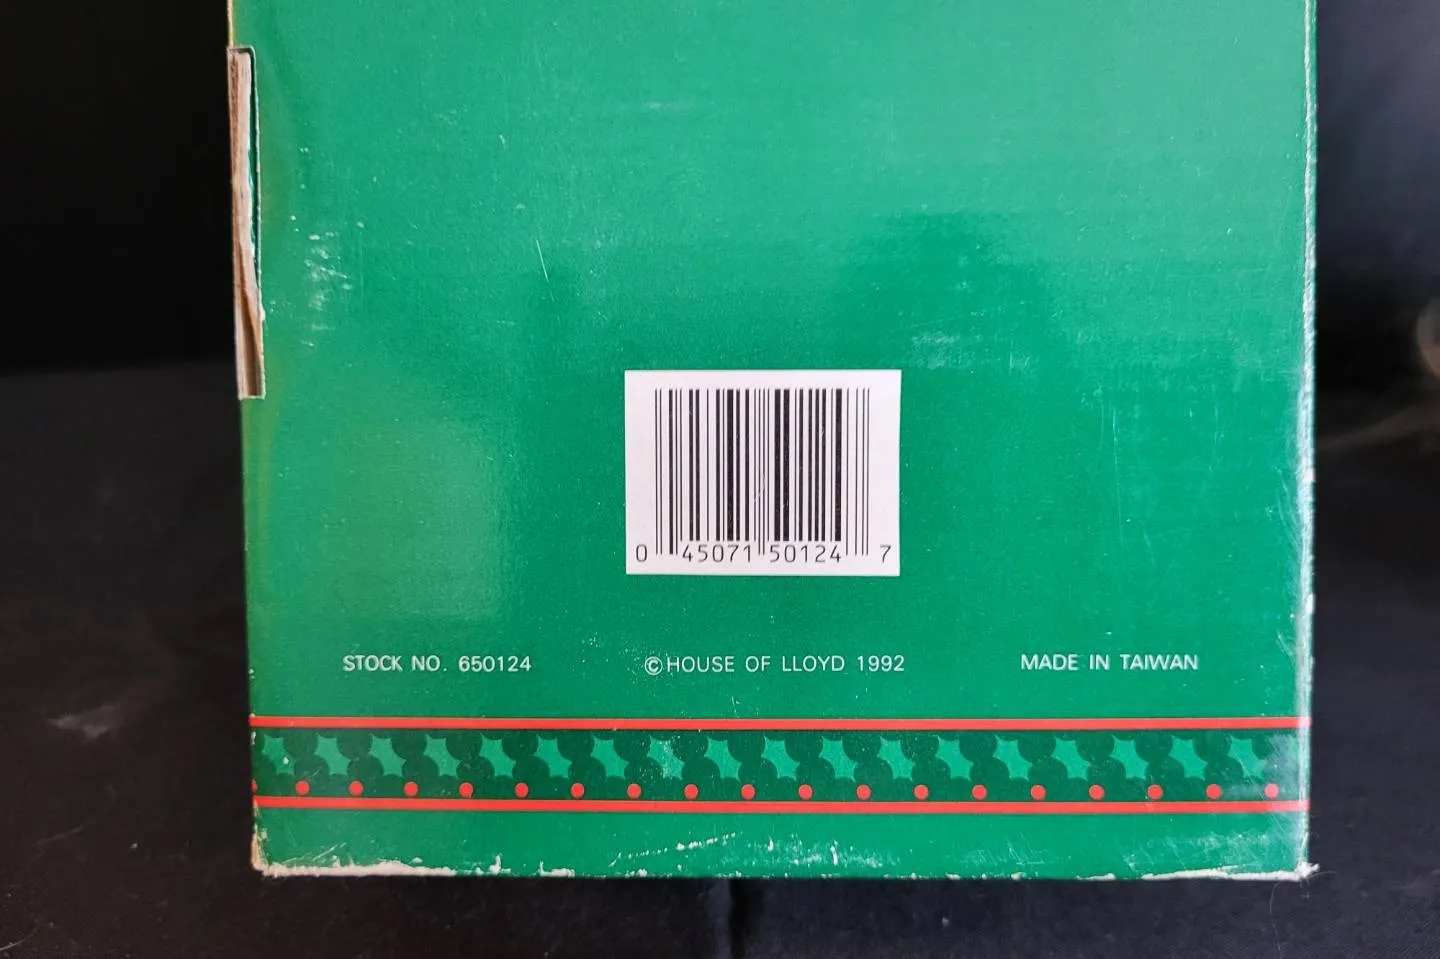 0 45071 50124 7
STOCK NO. 650124 ©HOUSE OF LLOYD 1992 MADE IN TAIWAN